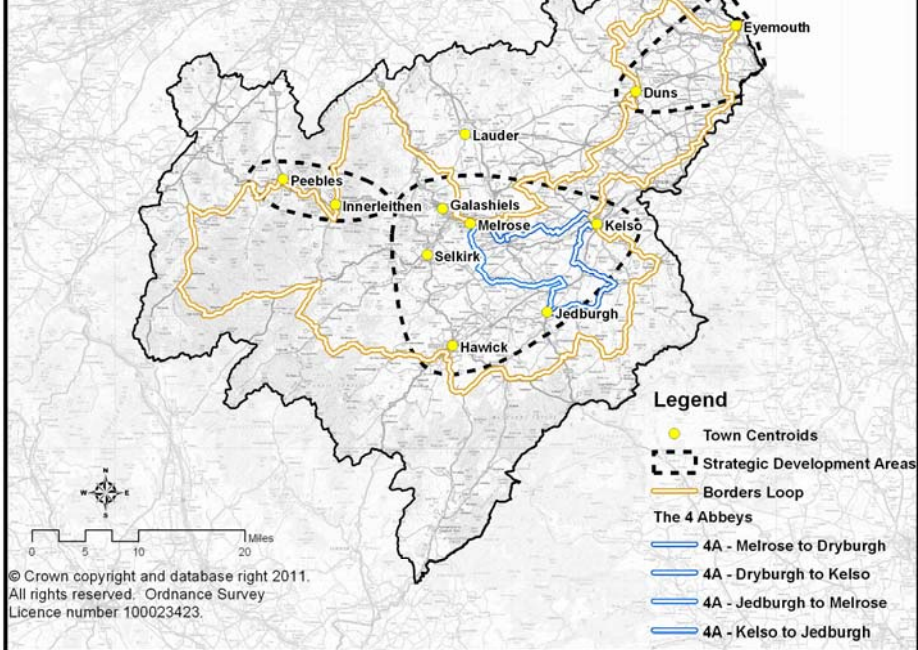 Eyemouth
Duns
Lauder
Peebles
Innerleithen
Galashiels
Melrose
Kelso
Selkirk
Jedburgh
Hawick
Legend
Town Centroids
Strategic Development Areas
Borders Loop
The 4 Abbeys
4A - Melrose to Dryburgh
4A - Dryburgh to Kelso
4A - Jedburgh to Melrose
4A - Kelso to Jedburgh
N
W E
S
Miles
0 5 10 20
© Crown copyright and database right 2011.
All rights reserved. Ordnance Survey
Licence number 100023423.